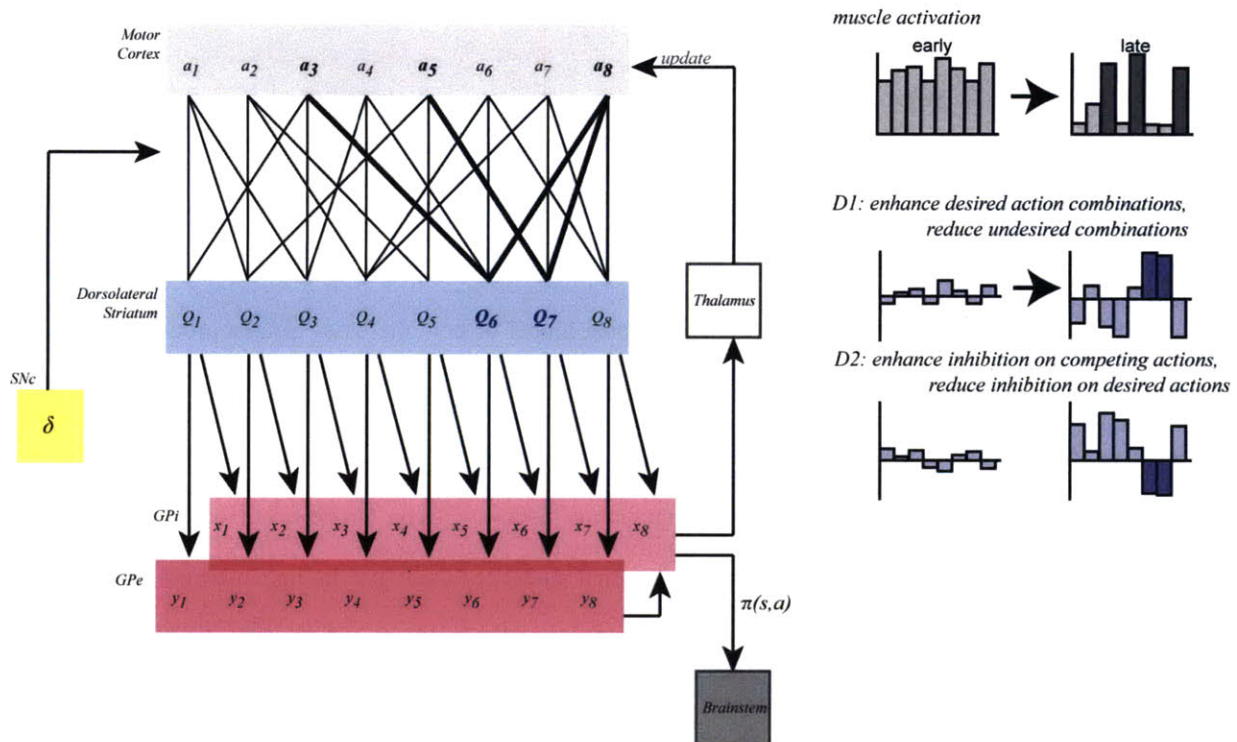 Motor
Cortex
a1 a2 a3 a4 a5 a6 a7 a8
update
Dorsolateral
Striatum
Q1 Q2 Q3 Q4 Q5 Q6 Q7 Q8
Thalamus
SNc
δ
GPi
x1 x2 x3 x4 x5 x6 x7 x8
GPe
y1 y2 y3 y4 y5 y6 y7 y8
π(s,a)
Brainstem
muscle activation
early
late
D1: enhance desired action combinations,
reduce undesired combinations
D2: enhance inhibition on competing actions,
reduce inhibition on desired actions